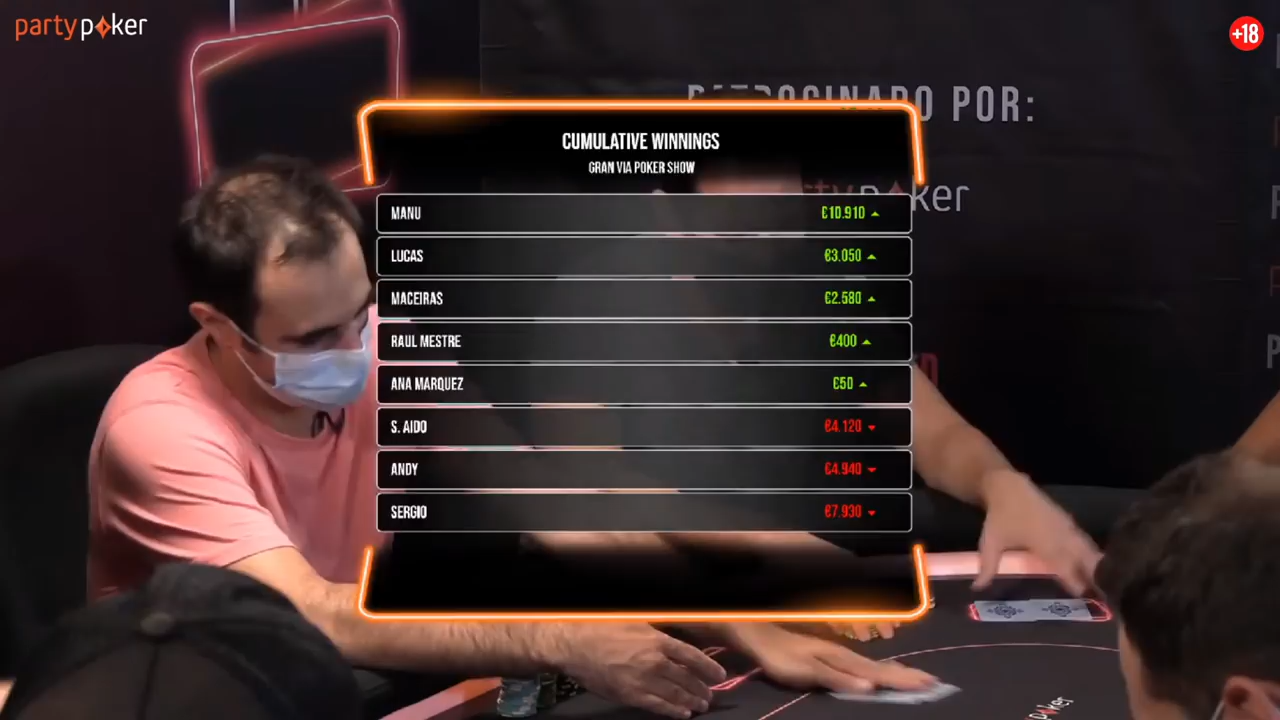 partypoker
+18
POR:
CUMULATIVE WINNINGS
GRAN VIA POKER SHOW
MANU €10.910
LUCAS €3.050
MACEIRAS €2.580
RAUL MESTRE €400
ANA MARQUEZ €50
S. AIDO €4.120
ANDY €4.940
SERGIO €7.930